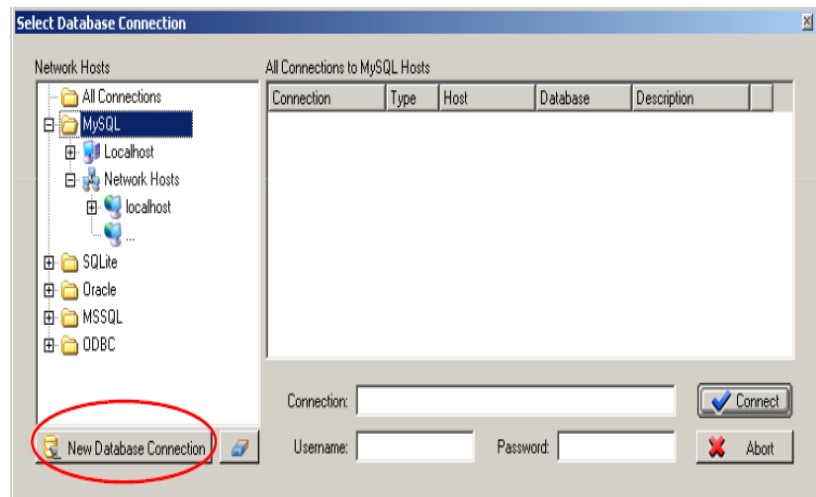 Select Database Connection
Network Hosts
All Connections to MySQL Hosts
All Connections
MySQL
Localhost
Network Hosts
localhost
...
SQLite
Oracle
MSSQL
ODBC
Connection Type Host Database Description
New Database Connection
Connection:
Connect
Username:
Password:
Abort